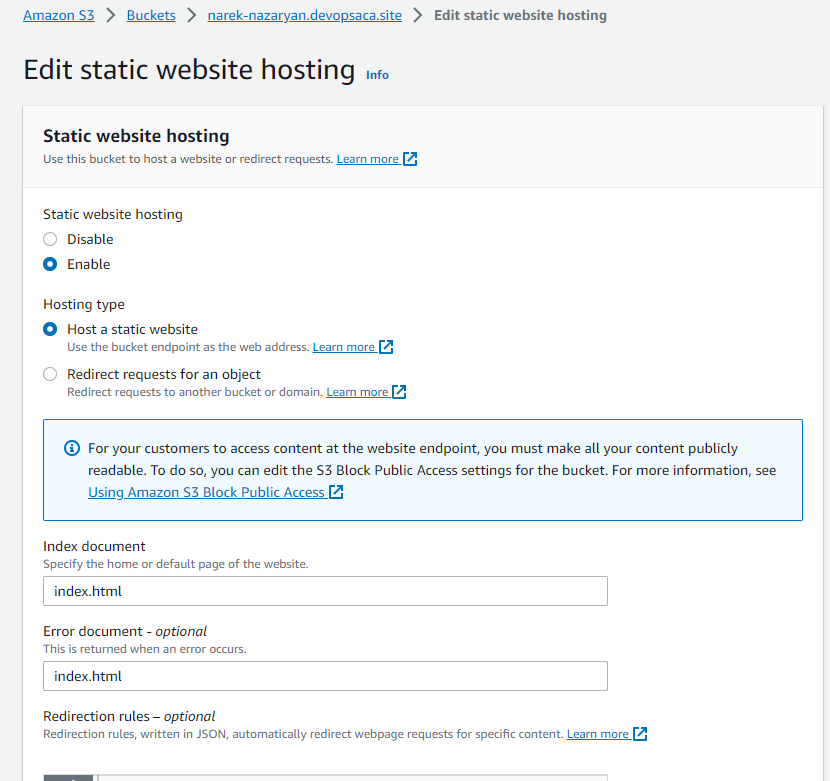 Amazon S3 > Buckets > narek-nazaryan.devopsaca.site > Edit static website hosting
Edit static website hosting Info
Static website hosting
Use this bucket to host a website or redirect requests. Learn more
Static website hosting
Disable
Enable
Hosting type
Host a static website
Use the bucket endpoint as the web address. Learn more
Redirect requests for an object
Redirect requests to another bucket or domain. Learn more
For your customers to access content at the website endpoint, you must make all your content publicly
readable. To do so, you can edit the S3 Block Public Access settings for the bucket. For more information, see
Using Amazon S3 Block Public Access
Index document
Specify the home or default page of the website.
index.html
Error document - optional
This is returned when an error occurs.
index.html
Redirection rules – optional
Redirection rules, written in JSON, automatically redirect webpage requests for specific content. Learn more